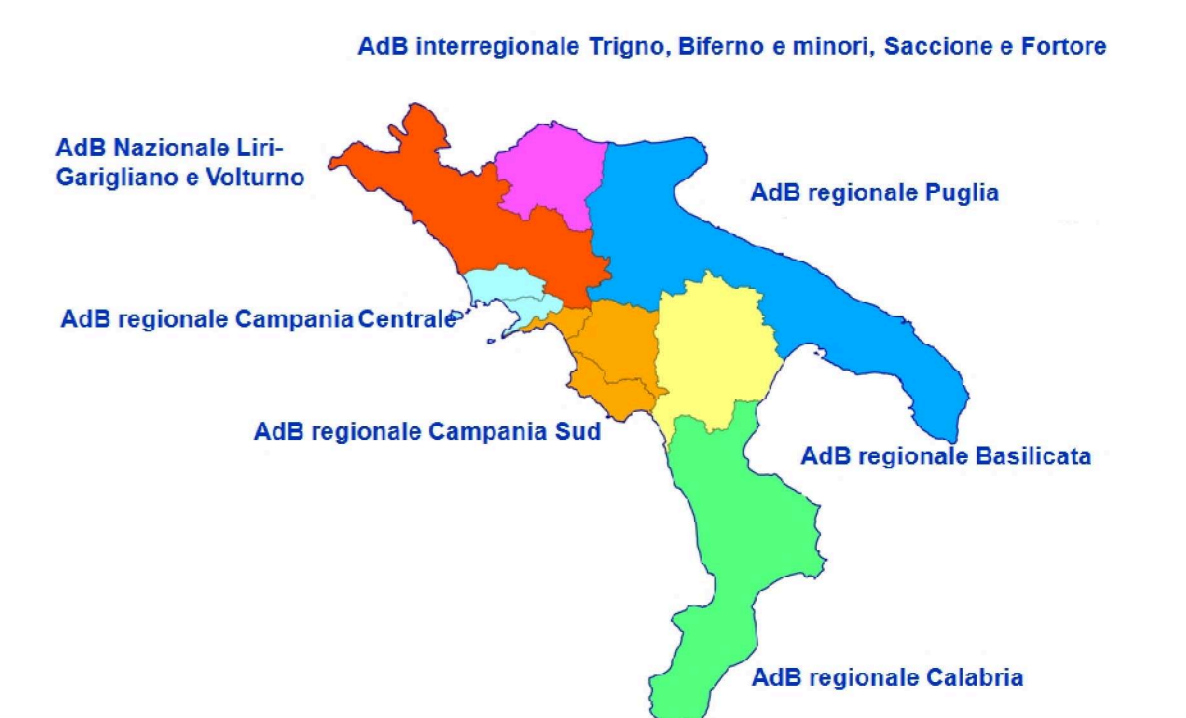 AdB interregionale Trigno, Biferno e minori, Saccione e Fortore
AdB Nazionale Liri-
Garigliano e Volturno
AdB regionale Puglia
AdB regionale Campania Centrale
AdB regionale Campania Sud
AdB regionale Basilicata
AdB regionale Calabria